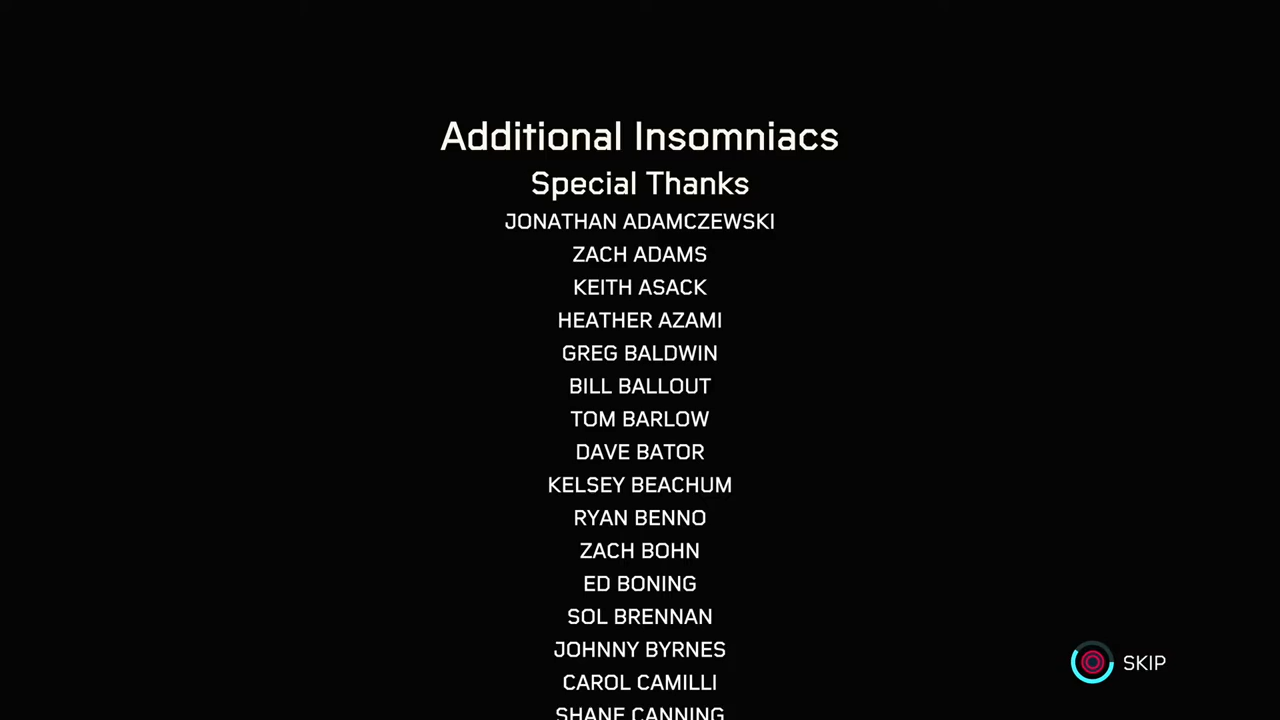 Additional Insomniacs
Special Thanks
JONATHAN ADAMCZEWSKI
ZACH ADAMS
KEITH ASACK
HEATHER AZAMI
GREG BALDWIN
BILL BALLOUT
TOM BARLOW
DAVE BATOR
KELSEY BEACHUM
RYAN BENNO
ZACH BOHN
ED BONING
SOL BRENNAN
JOHNNY BYRNES
SKIP
CAROL CAMILLI
SHANE CANNING